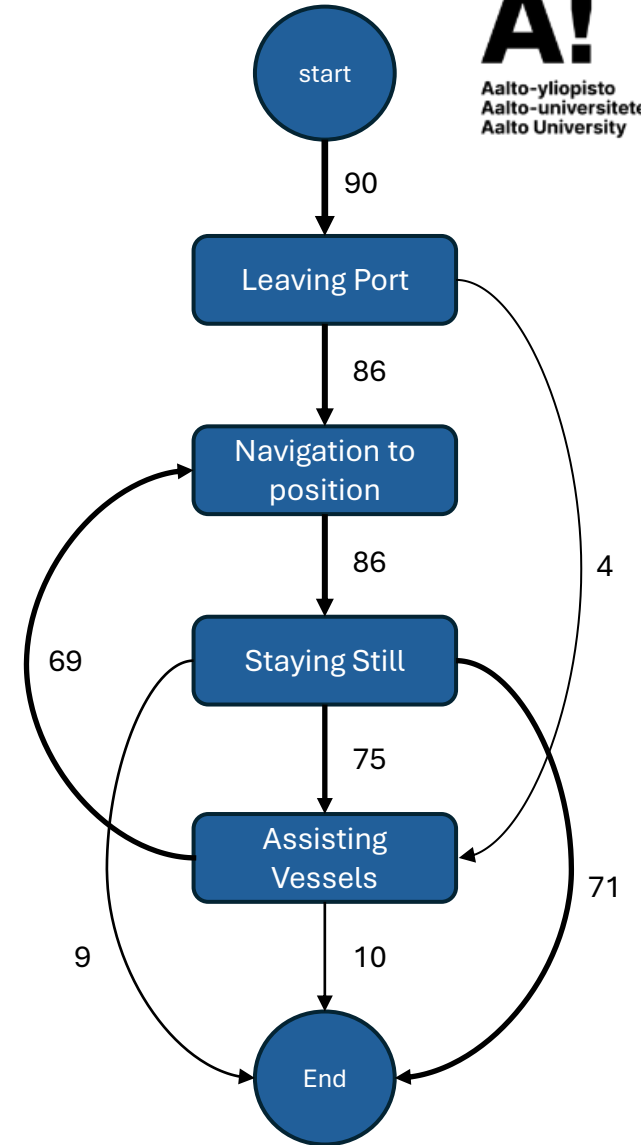 start
A!
Aalto-yliopisto
Aalto-universitete
Aalto University
90
Leaving Port
86
Navigation to
position
86
4
69
Staying Still
75
Assisting
Vessels
71
9
10
End